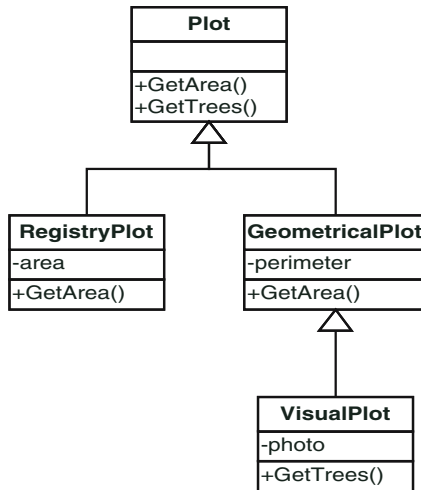 Plot
+GetArea()
+GetTrees()
RegistryPlot
-area
+GetArea()
GeometricalPlot
-perimeter
+GetArea()
VisualPlot
-photo
+GetTrees()